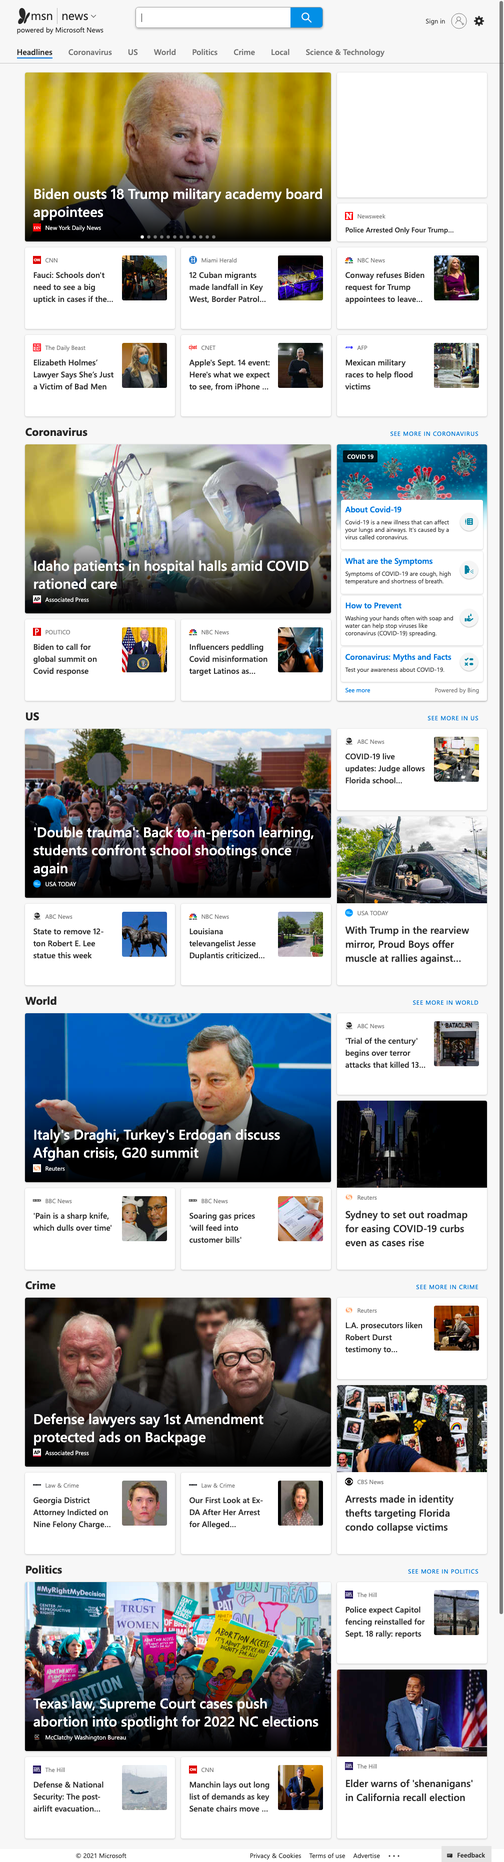 msn | news
powered by Microsoft News
Sign in
Headlines Coronavirus US World Politics Crime Local Science & Technology
Biden ousts 18 Trump military academy board
appointees
New York Daily News
Newsweek
Police Arrested Only Four Trump...
CNN
Fauci: Schools don't
need to see a big
uptick in cases if the...
Miami Herald
12 Cuban migrants
made landfall in Key
West, Border Patrol...
NBC News
Conway refuses Biden
request for Trump
appointees to leave...
The Daily Beast
Elizabeth Holmes'
Lawyer Says She's Just
a Victim of Bad Men
CNET
Apple's Sept. 14 event:
Here's what we expect
to see, from iPhone ...
AFP
Mexican military
races to help flood
victims
Coronavirus
SEE MORE IN CORONAVIRUS
Idaho patients in hospital halls amid COVID
rationed care
AP Associated Press
COVID 19
About Covid-19
Covid-19 is a new illness that can affect
your lungs and airways. It's caused by a
virus called coronavirus.
What are the Symptoms
Symptoms of COVID-19 are cough, high
temperature and shortness of breath.
How to Prevent
Washing your hands often with soap and
water can help stop viruses like
coronavirus (COVID-19) spreading.
Coronavirus: Myths and Facts
Test your awareness about COVID-19.
See more
Powered by Bing
POLITICO
Biden to call for
global summit on
Covid response
NBC News
Influencers peddling
Covid misinformation
target Latinos as...
US
SEE MORE IN US
'Double trauma': Back to in-person learning,
students confront school shootings once
again
USA TODAY
ABC News
COVID-19 live
updates: Judge allows
Florida school...
ABC News
State to remove 12-
ton Robert E. Lee
statue this week
NBC News
Louisiana
televangelist Jesse
Duplantis criticized...
USA TODAY
With Trump in the rearview
mirror, Proud Boys offer
muscle at rallies against...
World
SEE MORE IN WORLD
Italy's Draghi, Turkey's Erdogan discuss
Afghan crisis, G20 summit
Reuters
ABC News
'Trial of the century'
begins over terror
attacks that killed 13...
BATACLAN
BBC News
'Pain is a sharp knife,
which dulls over time'
BBC News
Soaring gas prices
'will feed into
customer bills'
Reuters
Sydney to set out roadmap
for easing COVID-19 curbs
even as cases rise
Crime
SEE MORE IN CRIME
Defense lawyers say 1st Amendment
protected ads on Backpage
AP Associated Press
Reuters
L.A. prosecutors liken
Robert Durst
testimony to...
Law & Crime
Georgia District
Attorney Indicted on
Nine Felony Charge...
Law & Crime
Our First Look at Ex-
DA After Her Arrest
for Alleged...
CBS News
Arrests made in identity
thefts targeting Florida
condo collapse victims
Politics
SEE MORE IN POLITICS
#MyRightMyDecision
CENTER for REPRODUCTIVE RIGHTS
TRUST
WOMEN
DON'T TREAD
ABORTION ACCESS
ABORTION
Texas law, Supreme Court cases push
abortion into spotlight for 2022 NC elections
McClatchy Washington Bureau
The Hill
Police expect Capitol
fencing reinstalled for
Sept. 18 rally: reports
The Hill
Defense & National
Security: The post-
airlift evacuation...
CNN
Manchin lays out long
list of demands as key
Senate chairs move ...
The Hill
Elder warns of 'shenanigans'
in California recall election
© 2021 Microsoft
Privacy & Cookies Terms of use Advertise ...
Feedback